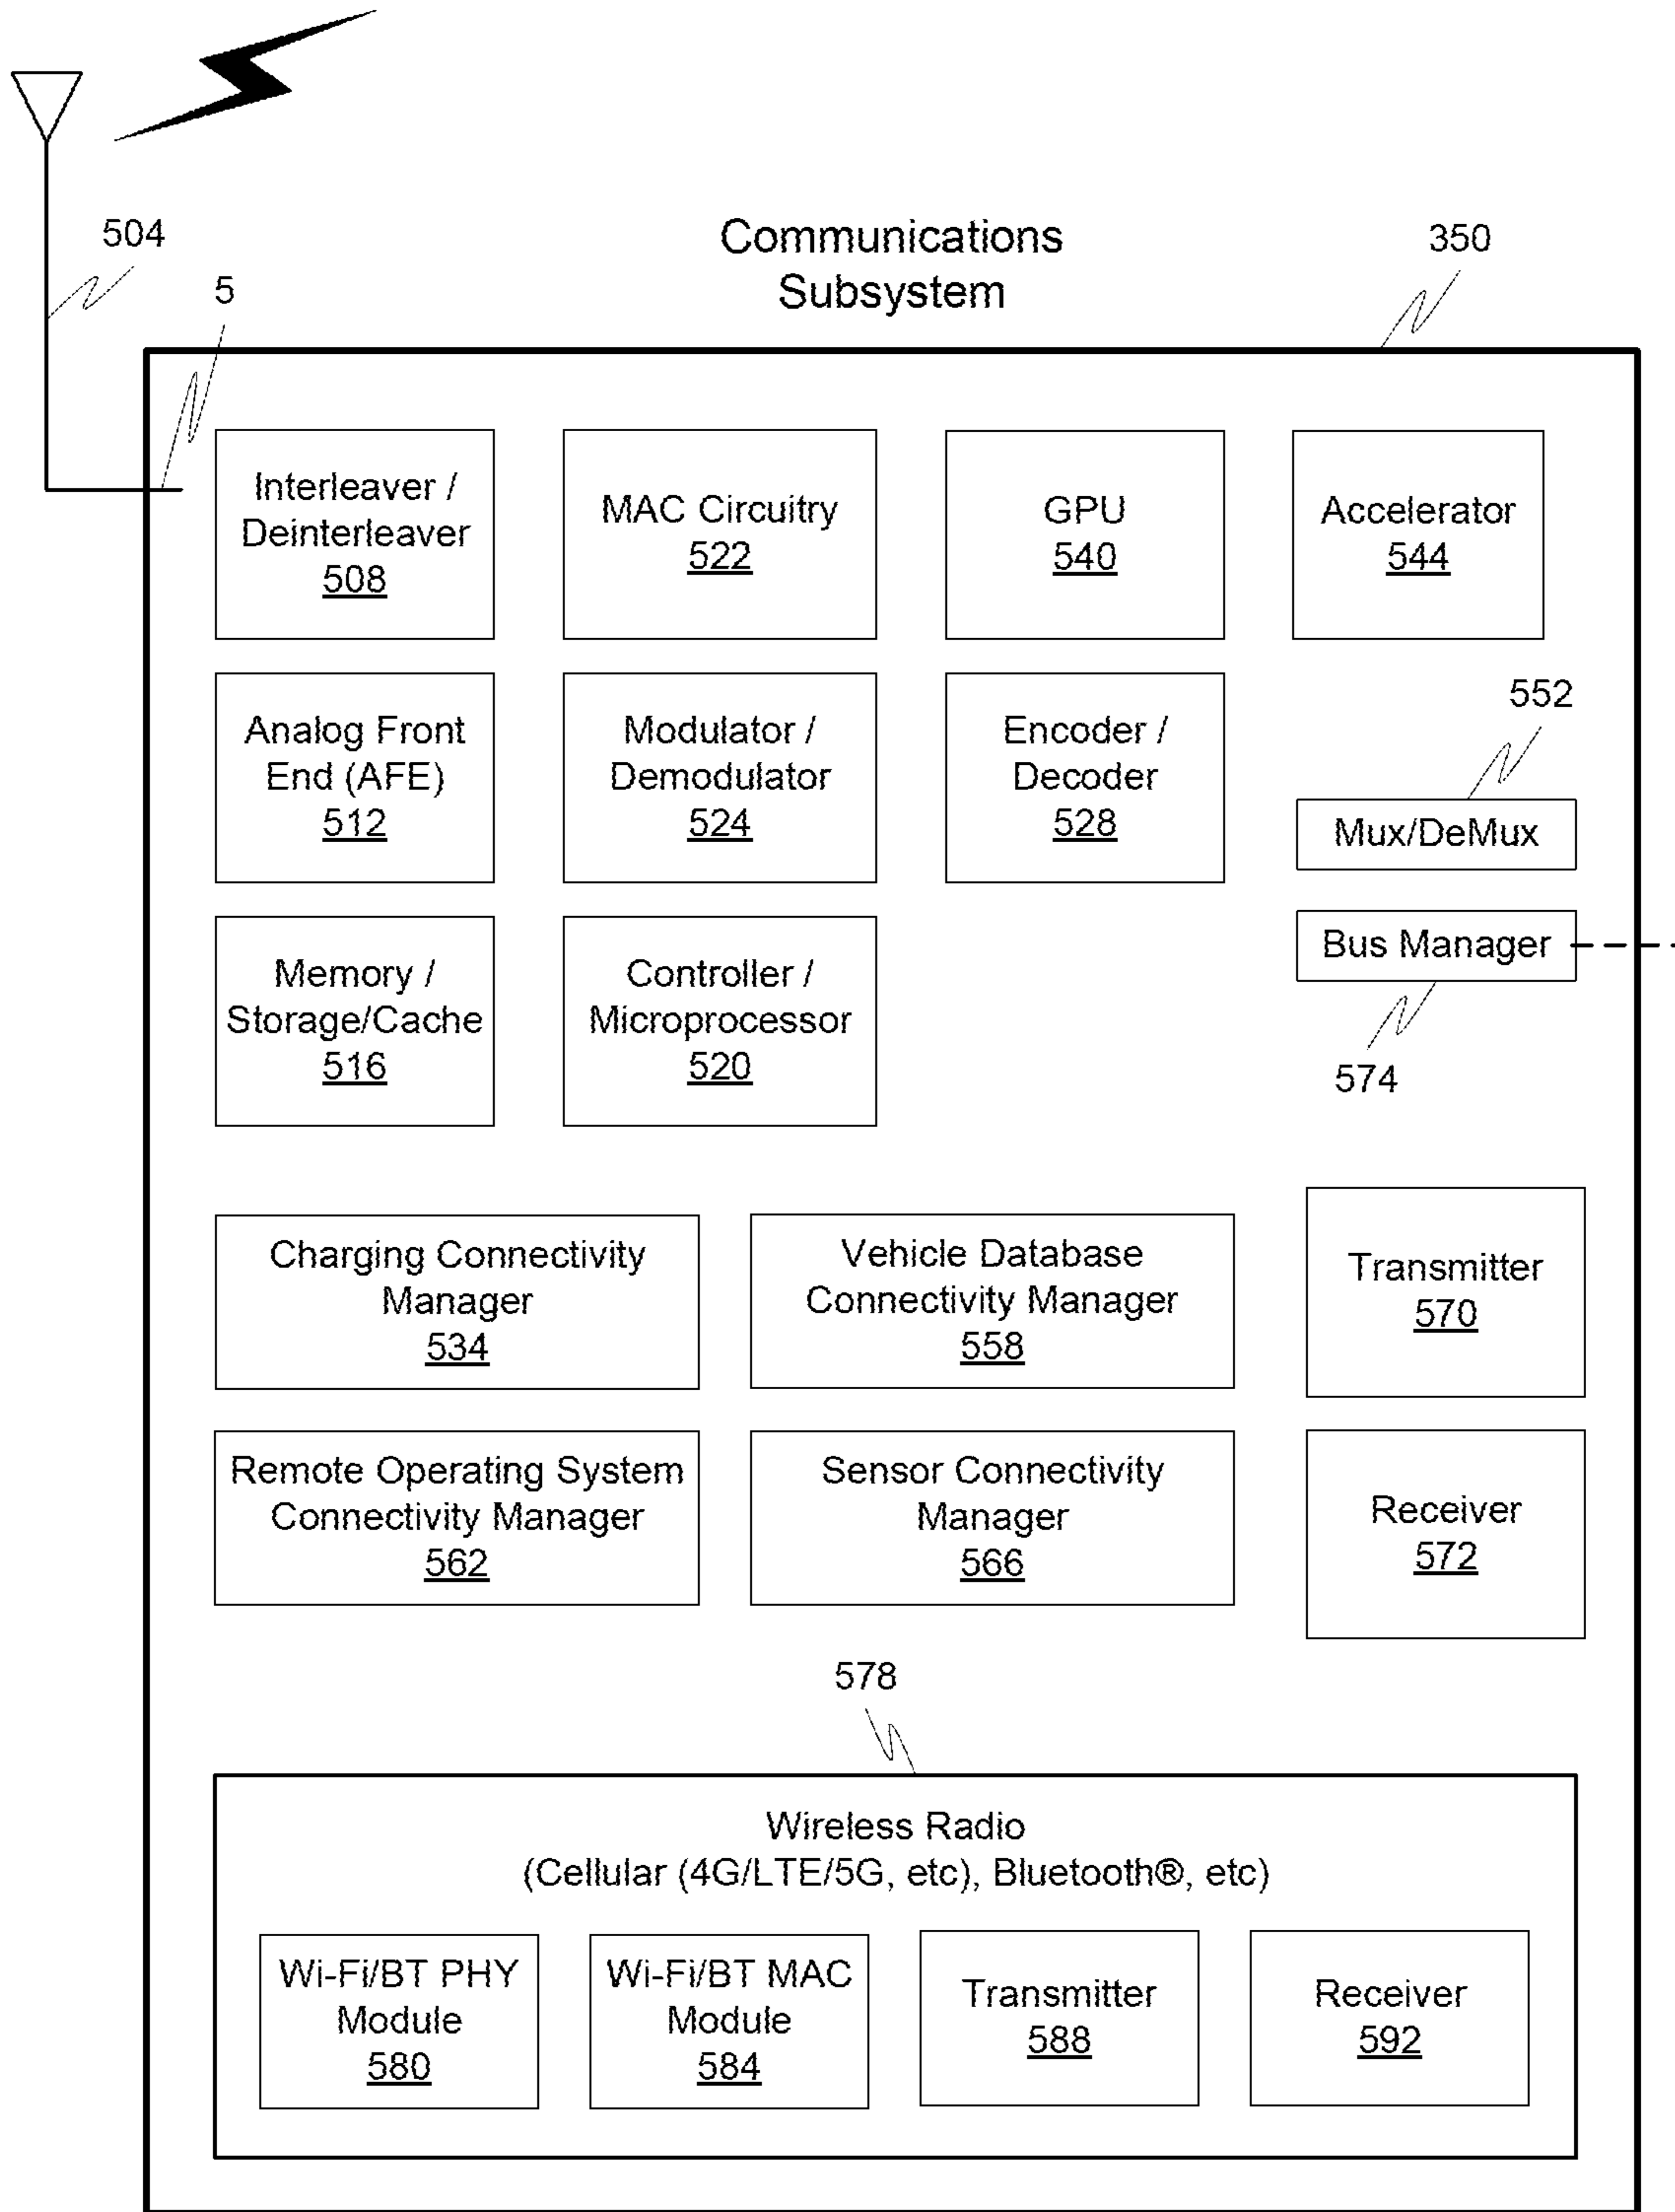 504
5
Communications
Subsystem
350
Interleaver /
Deinterleaver
508
MAC Circuitry
522
GPU
540
Accelerator
544
Analog Front
End (AFE)
512
Modulator /
Demodulator
524
Encoder /
Decoder
528
552
Mux/DeMux
Bus Manager
574
Memory /
Storage/Cache
516
Controller /
Microprocessor
520
Charging Connectivity
Manager
534
Vehicle Database
Connectivity Manager
558
Transmitter
570
Remote Operating System
Connectivity Manager
562
Sensor Connectivity
Manager
566
Receiver
572
578
Wireless Radio
(Cellular (4G/LTE/5G, etc), Bluetooth®, etc)
Wi-Fi/BT PHY
Module
580
Wi-Fi/BT MAC
Module
584
Transmitter
588
Receiver
592